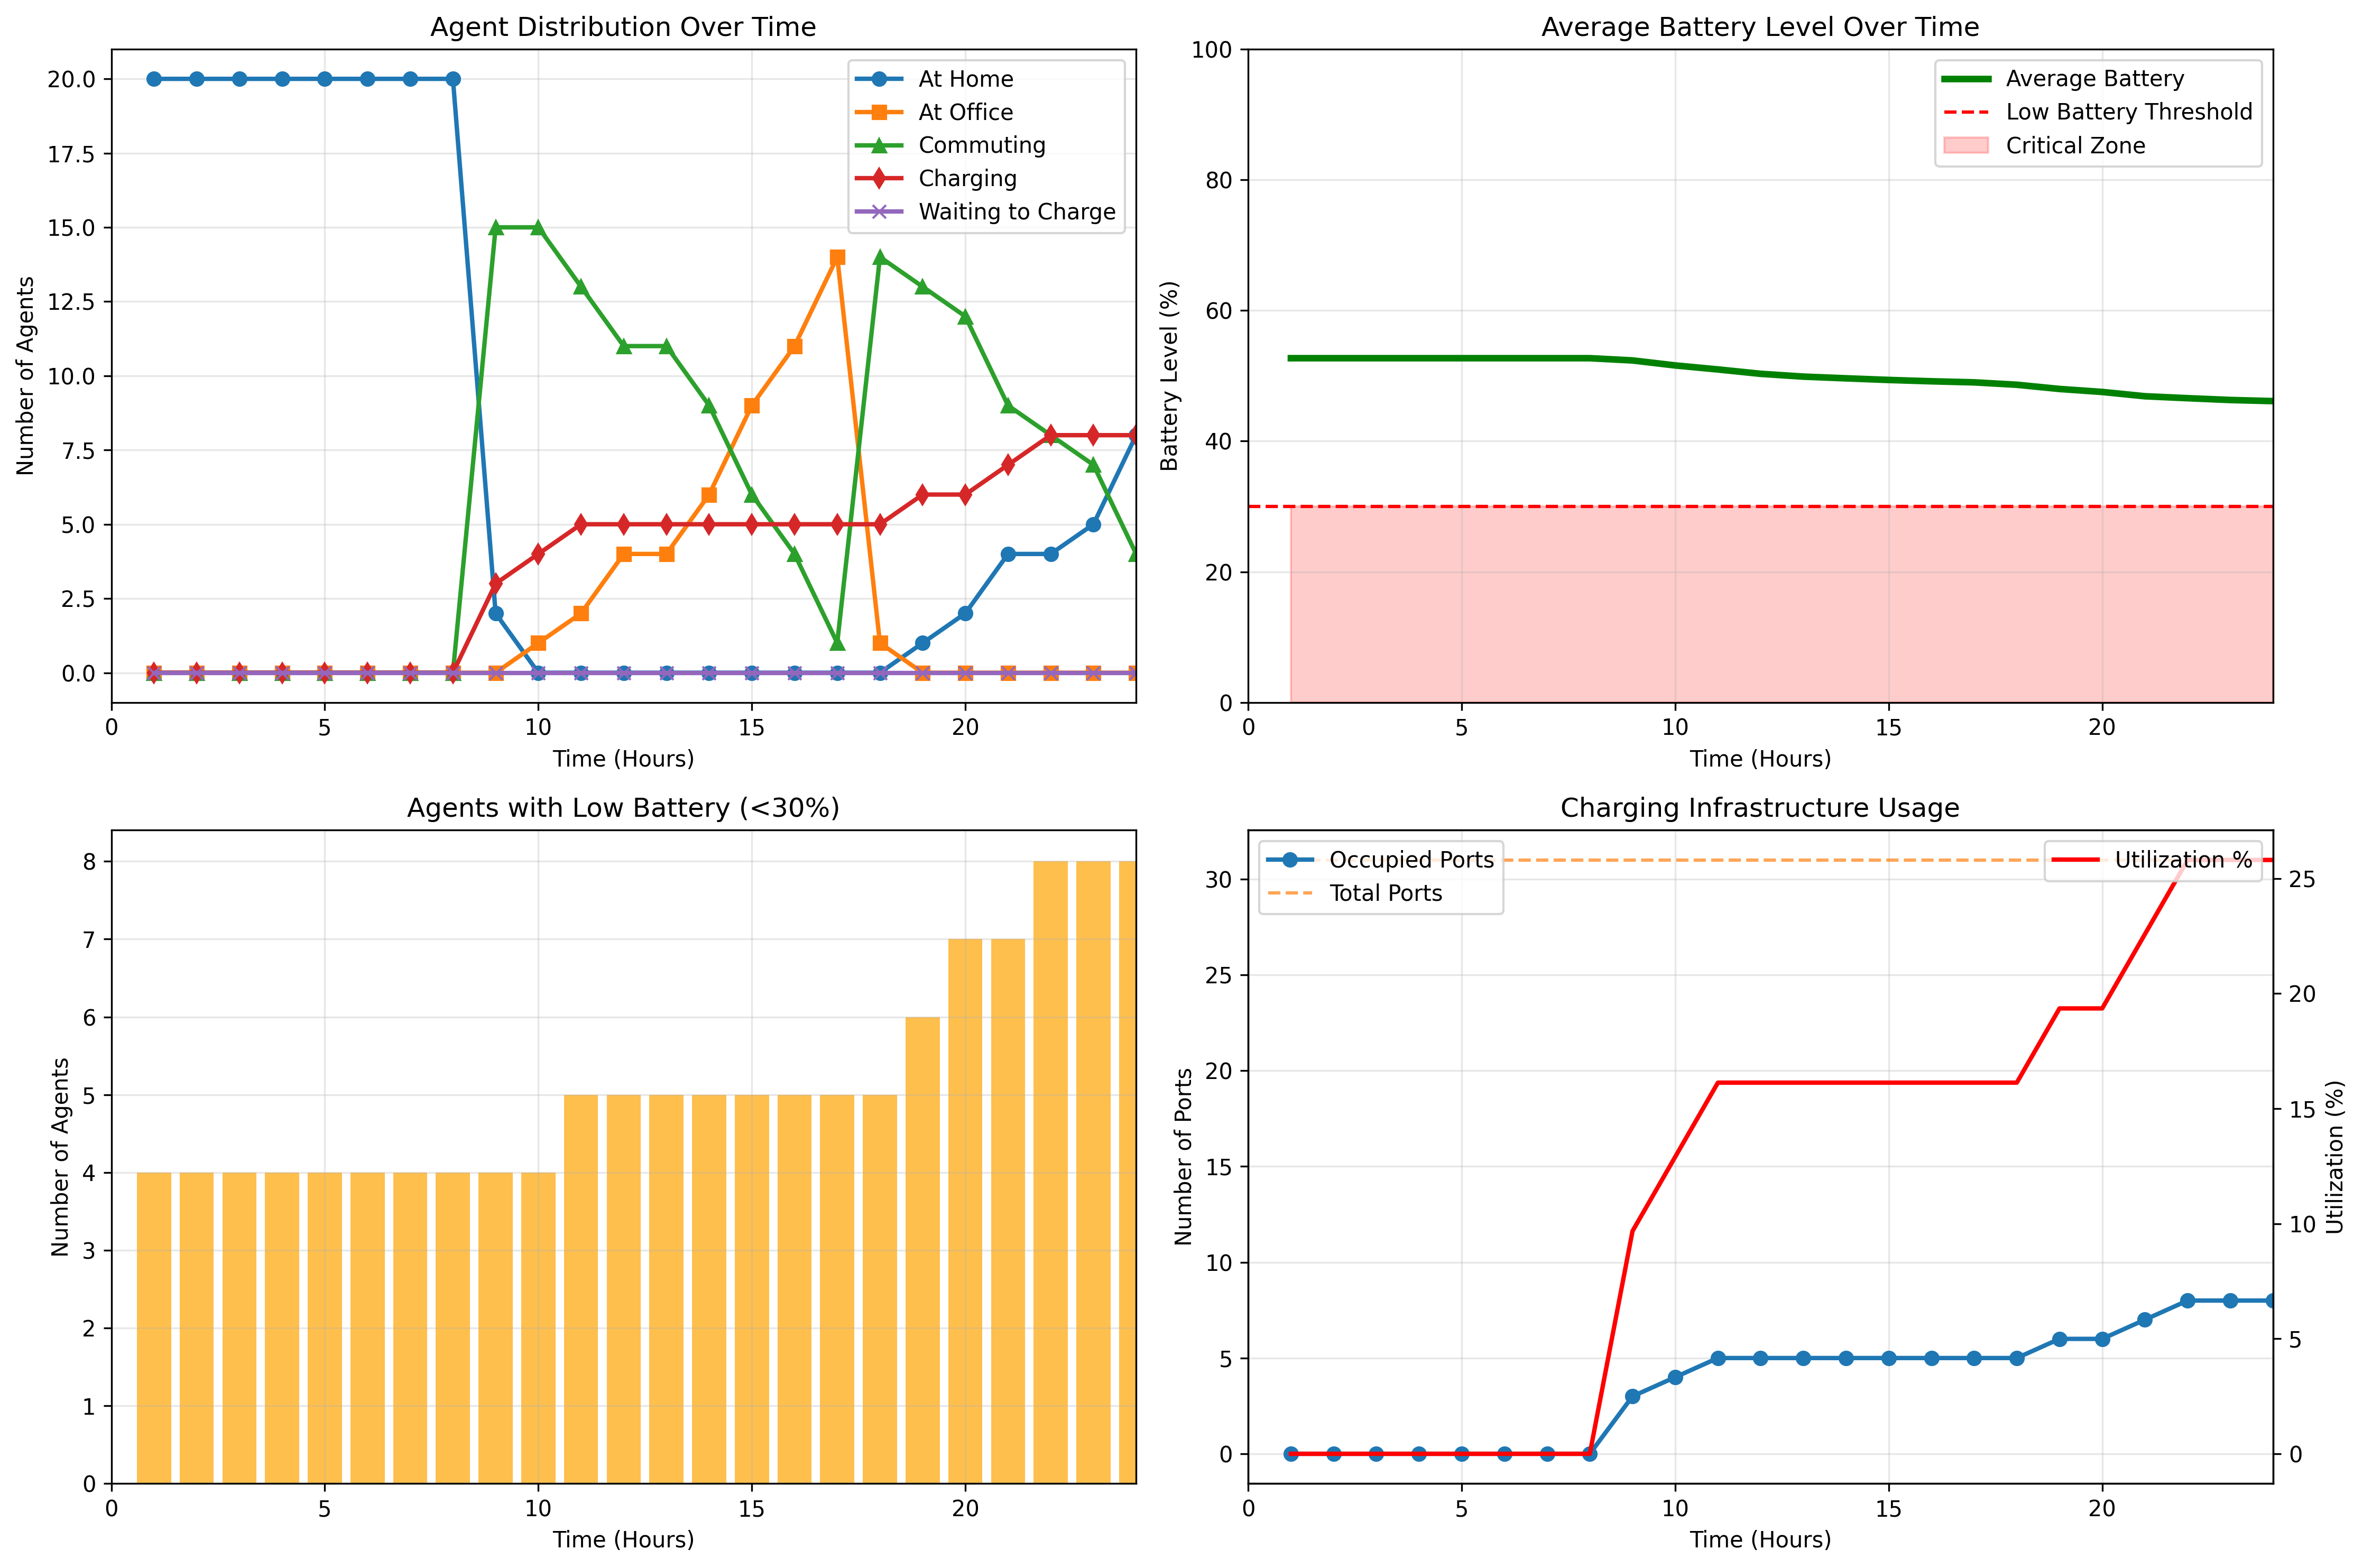 Agent Distribution Over Time
20.0
17.5
15.0
12.5
10.0
7.5
5.0
2.5
0.0
Number of Agents
At Home
At Office
Commuting
Charging
Waiting to Charge
0 5 10 15 20
Time (Hours)
Average Battery Level Over Time
100
80
60
40
20
0
Battery Level (%)
Average Battery
Low Battery Threshold
Critical Zone
0 5 10 15 20
Time (Hours)
Agents with Low Battery (<30%)
8
7
6
5
4
3
2
1
0
Number of Agents
0 5 10 15 20
Time (Hours)
Charging Infrastructure Usage
30
25
20
15
10
5
0
Number of Ports
Occupied Ports
Total Ports
Utilization %
25
20
15
10
5
0
Utilization (%)
0 5 10 15 20
Time (Hours)